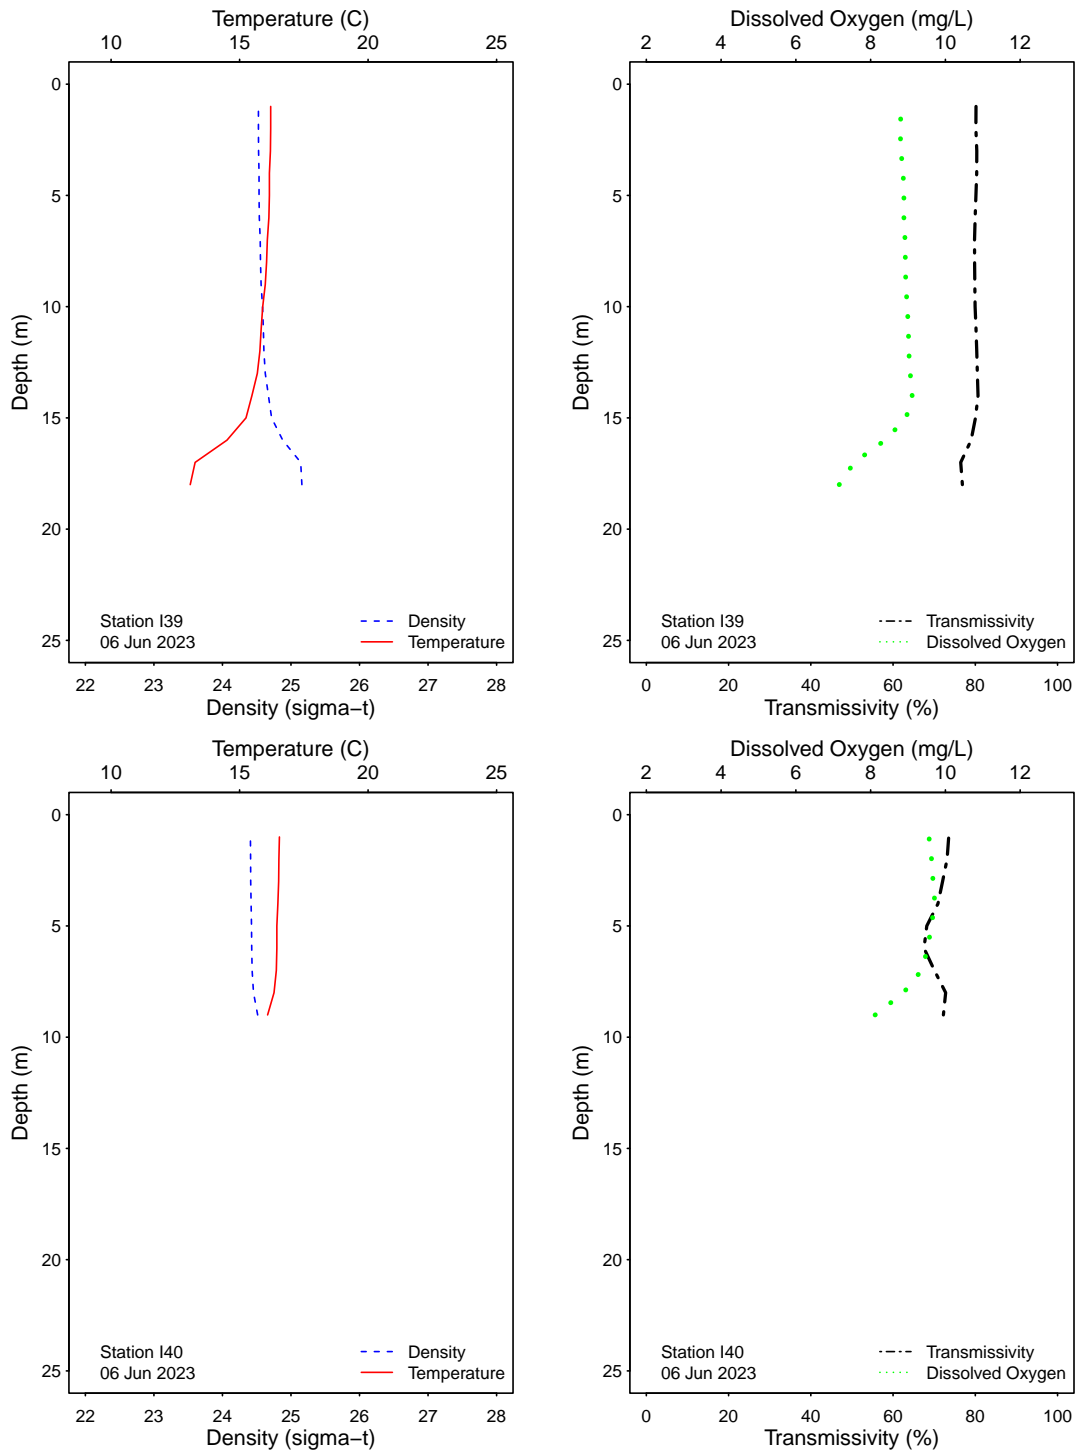 Temperature (C)
10 15 20 25
0
5
10
15
20
25
Depth (m)
Station I39
06 Jun 2023
Density
Temperature
22 23 24 25 26 27 28
Density (sigma−t)
Dissolved Oxygen (mg/L)
2 4 6 8 10 12
0
5
10
15
20
25
Depth (m)
Station I39
06 Jun 2023
Transmissivity
Dissolved Oxygen
0 20 40 60 80 100
Transmissivity (%)
Temperature (C)
10 15 20 25
0
5
10
15
20
25
Depth (m)
Station I40
06 Jun 2023
Density
Temperature
22 23 24 25 26 27 28
Density (sigma−t)
Dissolved Oxygen (mg/L)
2 4 6 8 10 12
0
5
10
15
20
25
Depth (m)
Station I40
06 Jun 2023
Transmissivity
Dissolved Oxygen
0 20 40 60 80 100
Transmissivity (%)